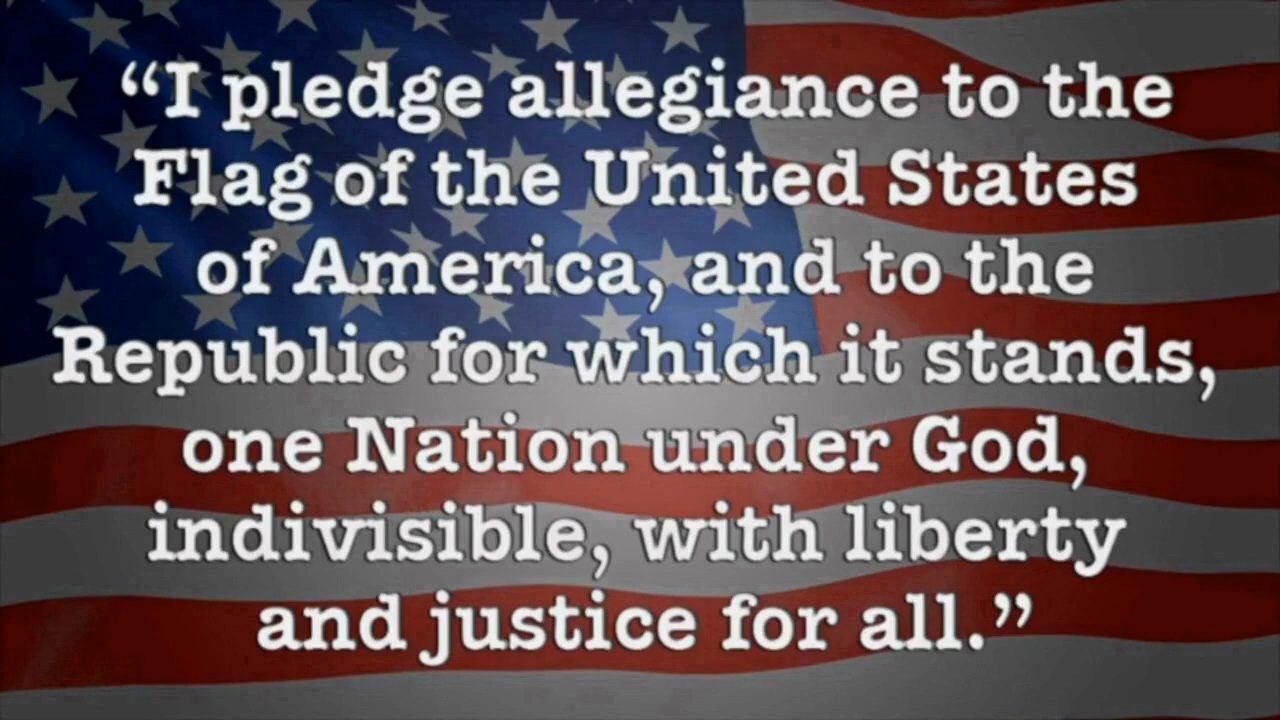 “I pledge allegiance to the
Flag of the United States
of America, and to the
Republic for which it stands,
one Nation under God,
indivisible, with liberty
and justice for all.”